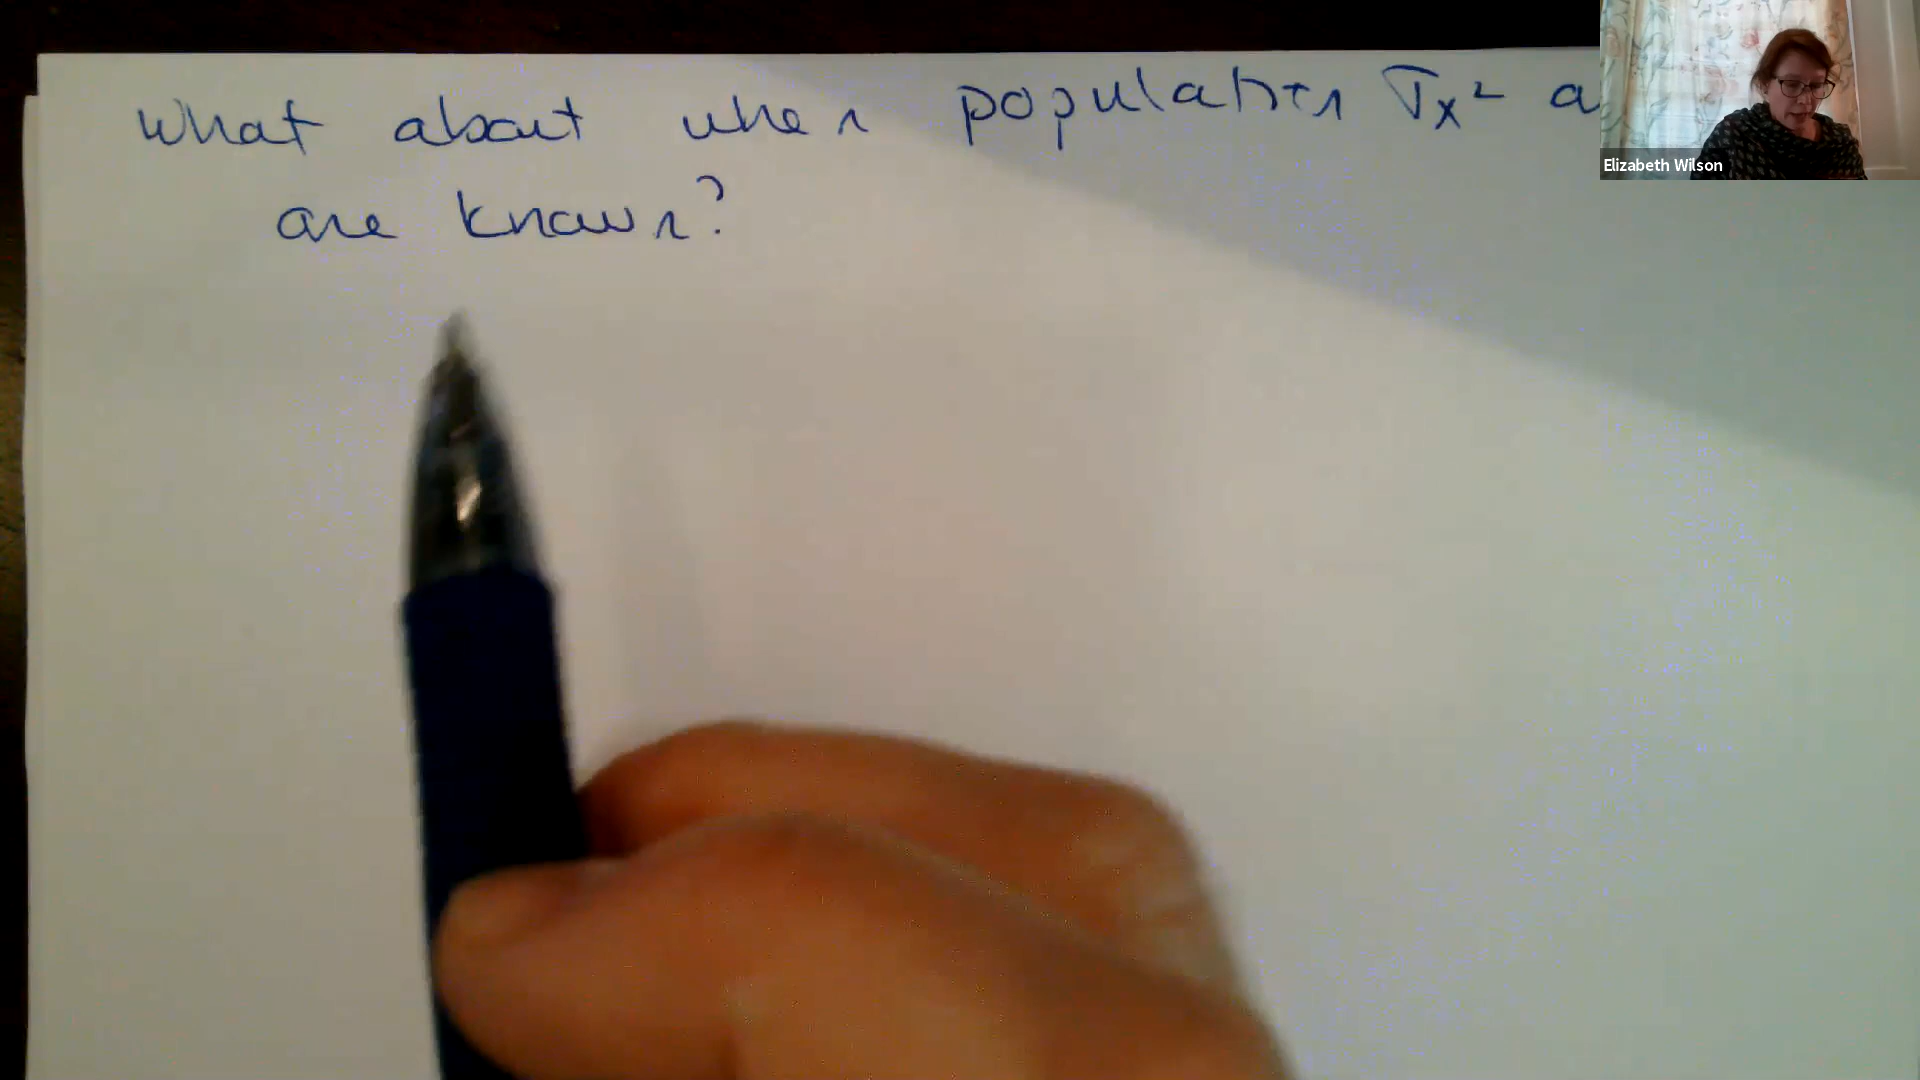 What about when population σx² a
are known?
Elizabeth Wilson